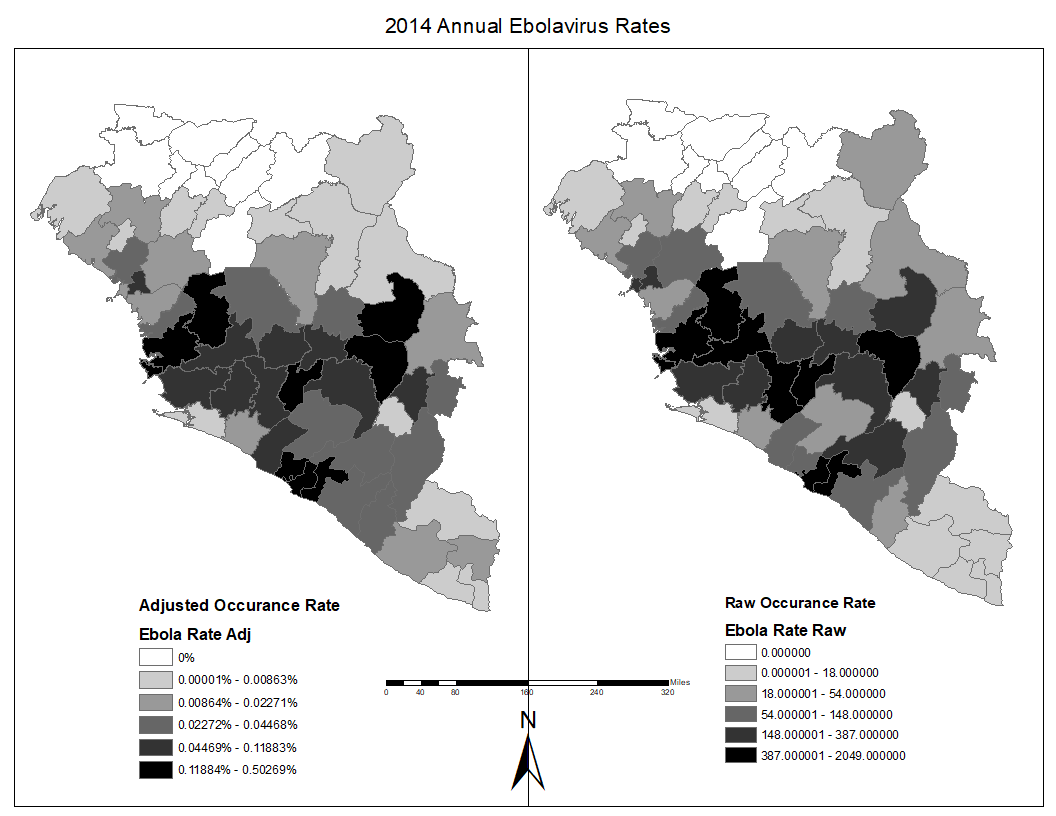 2014 Annual Ebolavirus Rates
Adjusted Occurance Rate
Ebola Rate Adj
0%
0.00001% - 0.00863%
0.00864% - 0.02271%
0.02272% - 0.04468%
0.04469% - 0.11883%
0.11884% - 0.50269%
Raw Occurance Rate
Ebola Rate Raw
0.000000
0.000001 - 18.000000
18.000001 - 54.000000
54.000001 - 148.000000
148.000001 - 387.000000
387.000001 - 2049.000000
Miles
0 40 80 160 240 320
N